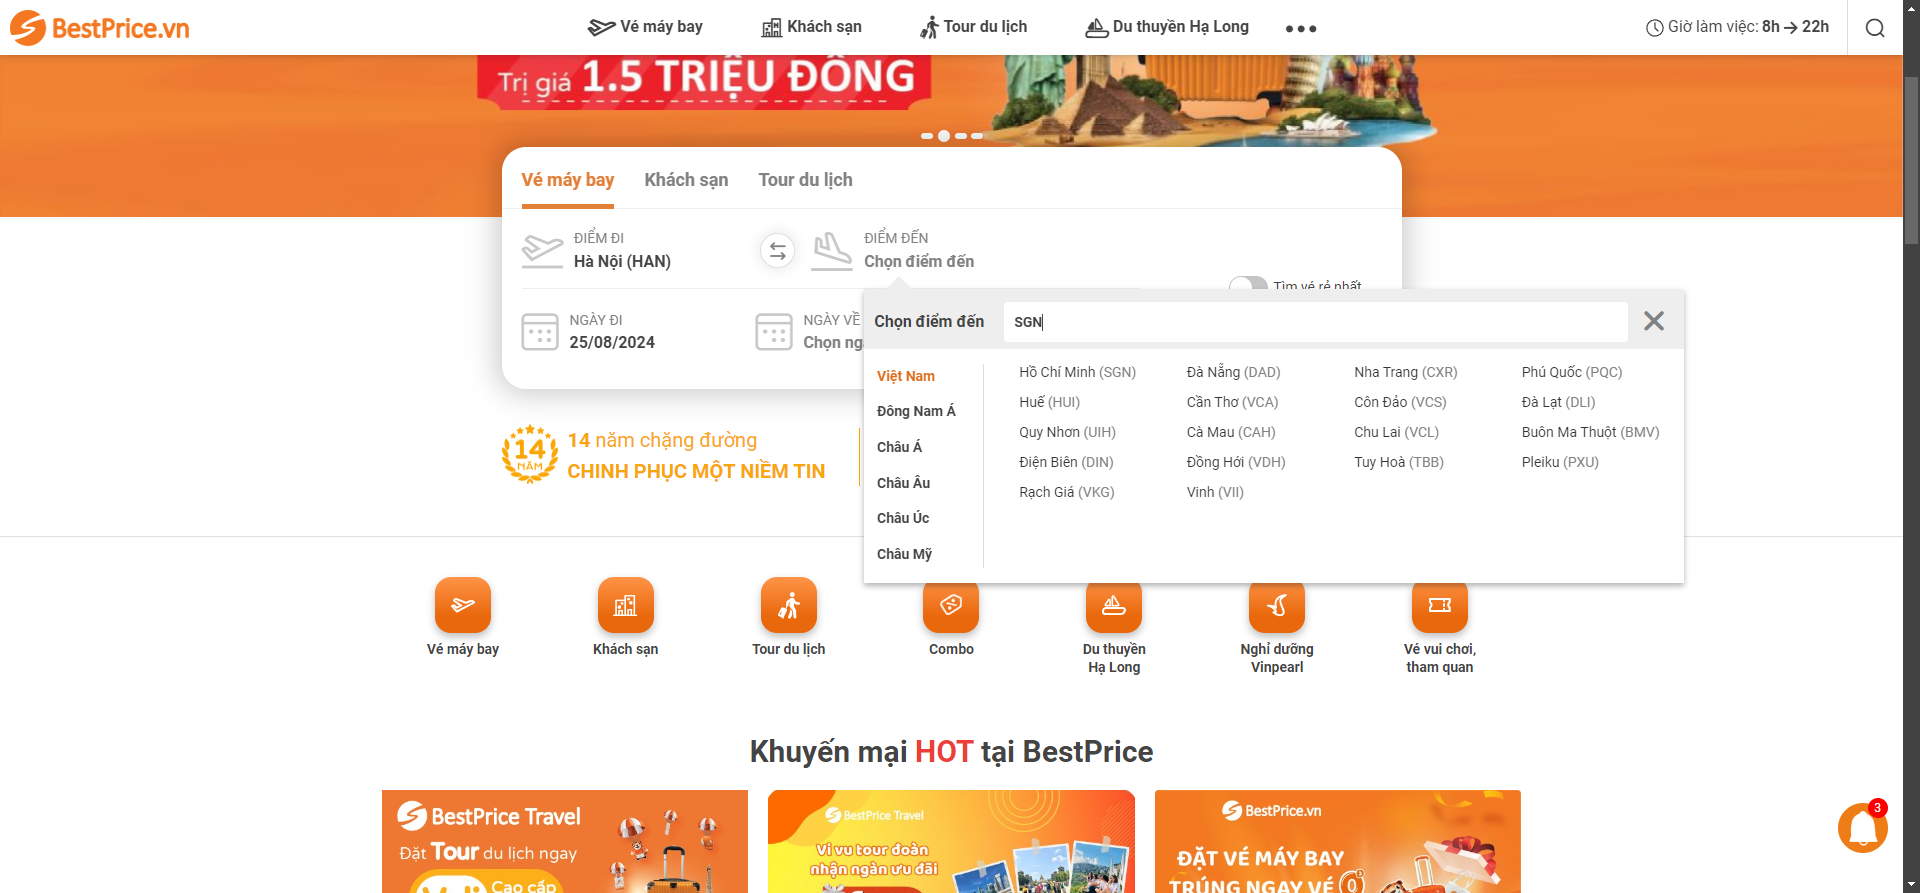 BestPrice.vn
Vé máy bay
Khách sạn
Tour du lịch
Du thuyền Hạ Long
Giờ làm việc: 8h → 22h
Trị giá 1.5 TRIỆU ĐỒNG
Vé máy bay
Khách sạn
Tour du lịch
ĐIỂM ĐI
Hà Nội (HAN)
ĐIỂM ĐẾN
Chọn điểm đến
Tìm vé rẻ nhất
NGÀY ĐI
25/08/2024
NGÀY VỀ
Chọn
Chọn điểm đến
SGN
Việt Nam
Đông Nam Á
Châu Á
Châu Âu
Châu Úc
Châu Mỹ
Hồ Chí Minh (SGN) Đà Nẵng (DAD) Nha Trang (CXR) Phú Quốc (PQC)
Huế (HUI) Cần Thơ (VCA) Côn Đảo (VCS) Đà Lạt (DLI)
Quy Nhơn (UIH) Cà Mau (CAH) Chu Lai (VCL) Buôn Ma Thuột (BMV)
Điện Biên (DIN) Đồng Hới (VDH) Tuy Hoà (TBB) Pleiku (PXU)
Rạch Giá (VKG) Vinh (VII)
14
NĂM
14 năm chặng đường
CHINH PHỤC MỘT NIỀM TIN
Vé máy bay
Khách sạn
Tour du lịch
Combo
Du thuyền
Hạ Long
Nghỉ dưỡng
Vinpearl
Vé vui chơi,
tham quan
Khuyến mại HOT tại BestPrice
BestPrice Travel
Đặt Tour du lịch ngay
Cao cấp
BestPrice Travel
Vi vu tour đoàn
nhận ngàn ưu đãi
BestPrice.vn
ĐẶT VÉ MÁY BAY
TRÚNG NGAY VÉ 0
3